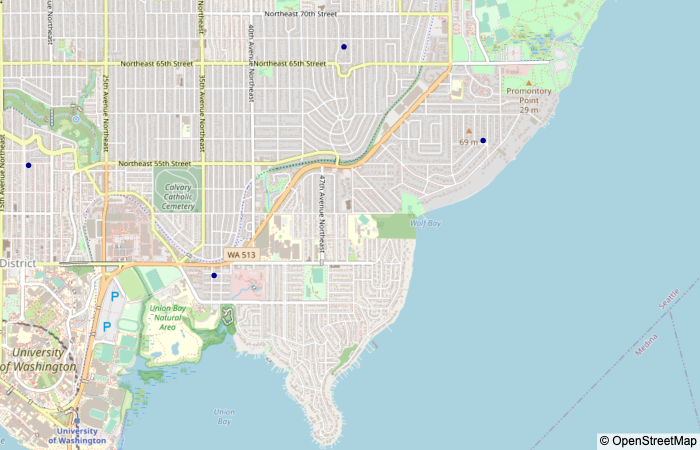 Northeast 70th Street
40th Avenue Northeast
Northeast 65th Street
Northeast 65th Street
25th Avenue Northeast
35th Avenue Northeast
Promontory
Point
29 m
69 m
15th Avenue Northeast
Northeast 55th Street
Calvary
Catholic
Cemetery
47th Avenue Northeast
Wolf Bay
WA 513
District
P
P
Union Bay
Natural
Area
University
of Washington
University
of Washington
Union
Bay
Seattle
Medina
© OpenStreetMap